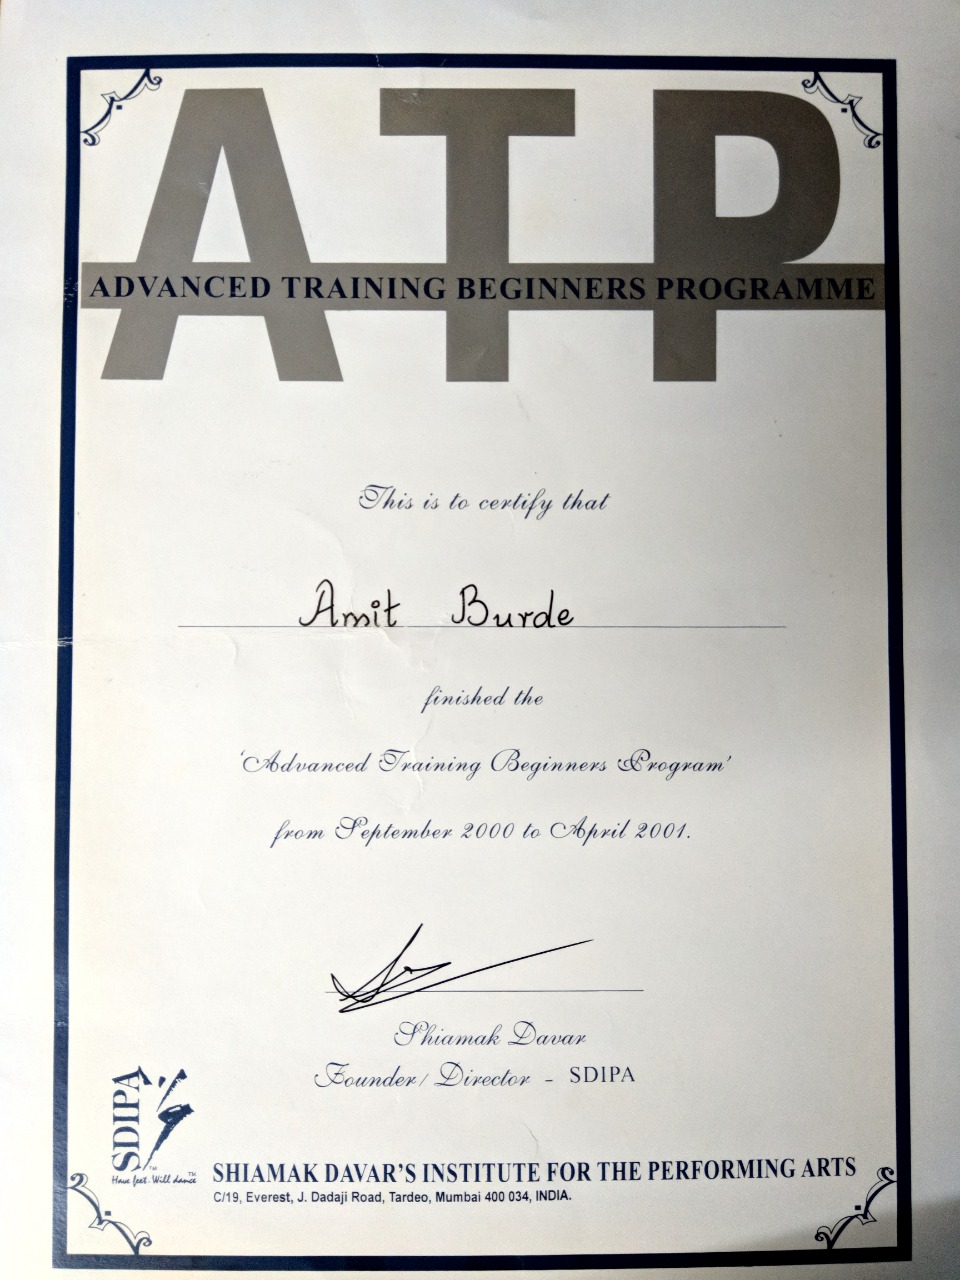 ATP
ADVANCED TRAINING BEGINNERS PROGRAMME
This is to certify that
Amit Burde
finished the
'Advanced Training Beginners Program'
from September 2000 to April 2001.
Shiamak Davar
Founder/Director - SDIPA
SDIPA
TM
Have feet. Will dance TM
SHIAMAK DAVAR'S INSTITUTE FOR THE PERFORMING ARTS
C/19, Everest, J. Dadaji Road, Tardeo, Mumbai 400 034, INDIA.